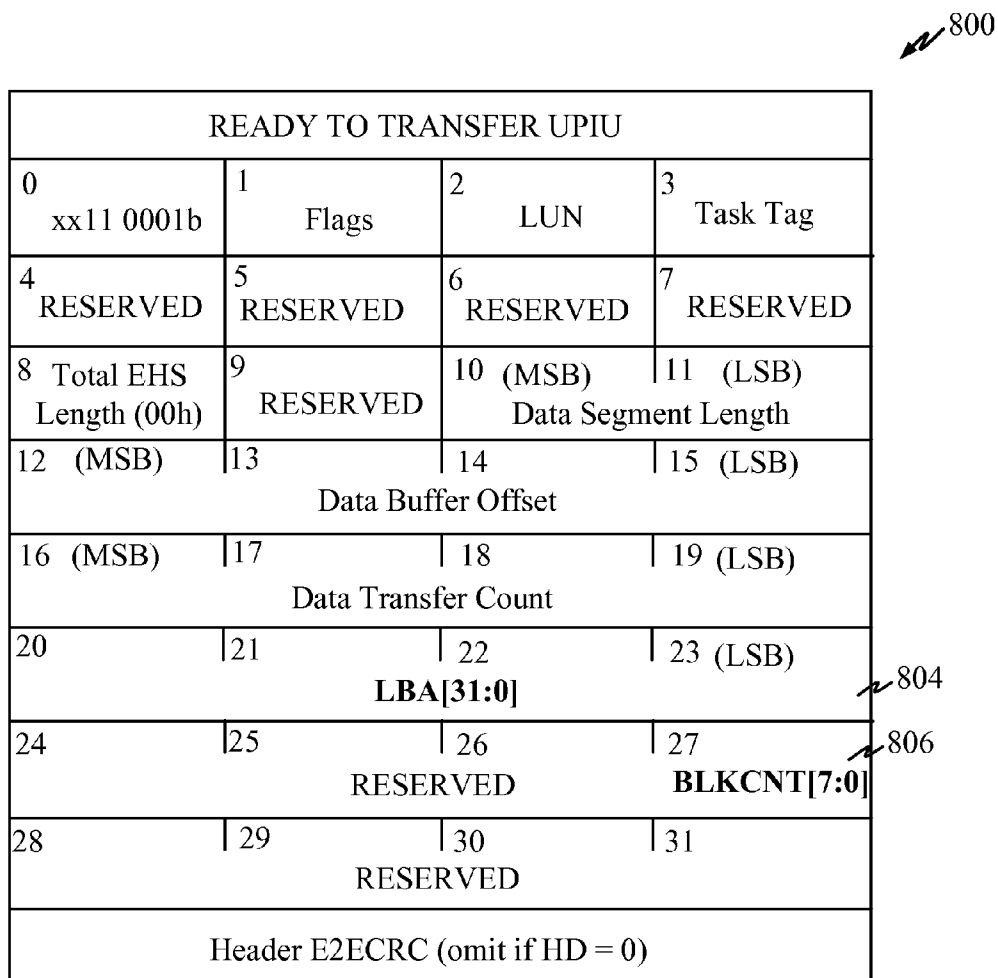 800
READY TO TRANSFER UPIU
0 1 2 3
xx11 0001b Flags LUN Task Tag
4 5 6 7
RESERVED RESERVED RESERVED RESERVED
8 Total EHS 9 10 (MSB) 11 (LSB)
Length (00h) RESERVED Data Segment Length
12 (MSB) 13 14 15 (LSB)
Data Buffer Offset
16 (MSB) 17 18 19 (LSB)
Data Transfer Count
20 21 22 23 (LSB)
LBA[31:0] 804
24 25 26 27 806
RESERVED BLKCNT[7:0]
28 29 30 31
RESERVED
Header E2ECRC (omit if HD = 0)